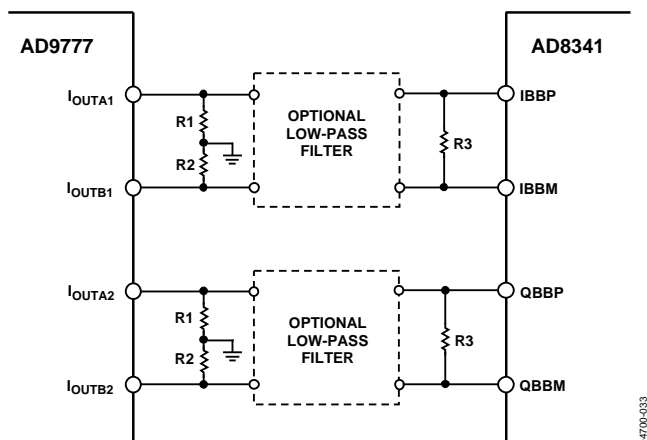 AD9777
AD8341
IOUTA1
R1
R2
IOUTB1
OPTIONAL
LOW-PASS
FILTER
R3
IBBP
IBBM
IOUTA2
R1
R2
IOUTB2
OPTIONAL
LOW-PASS
FILTER
R3
QBBP
QBBM
4700-033